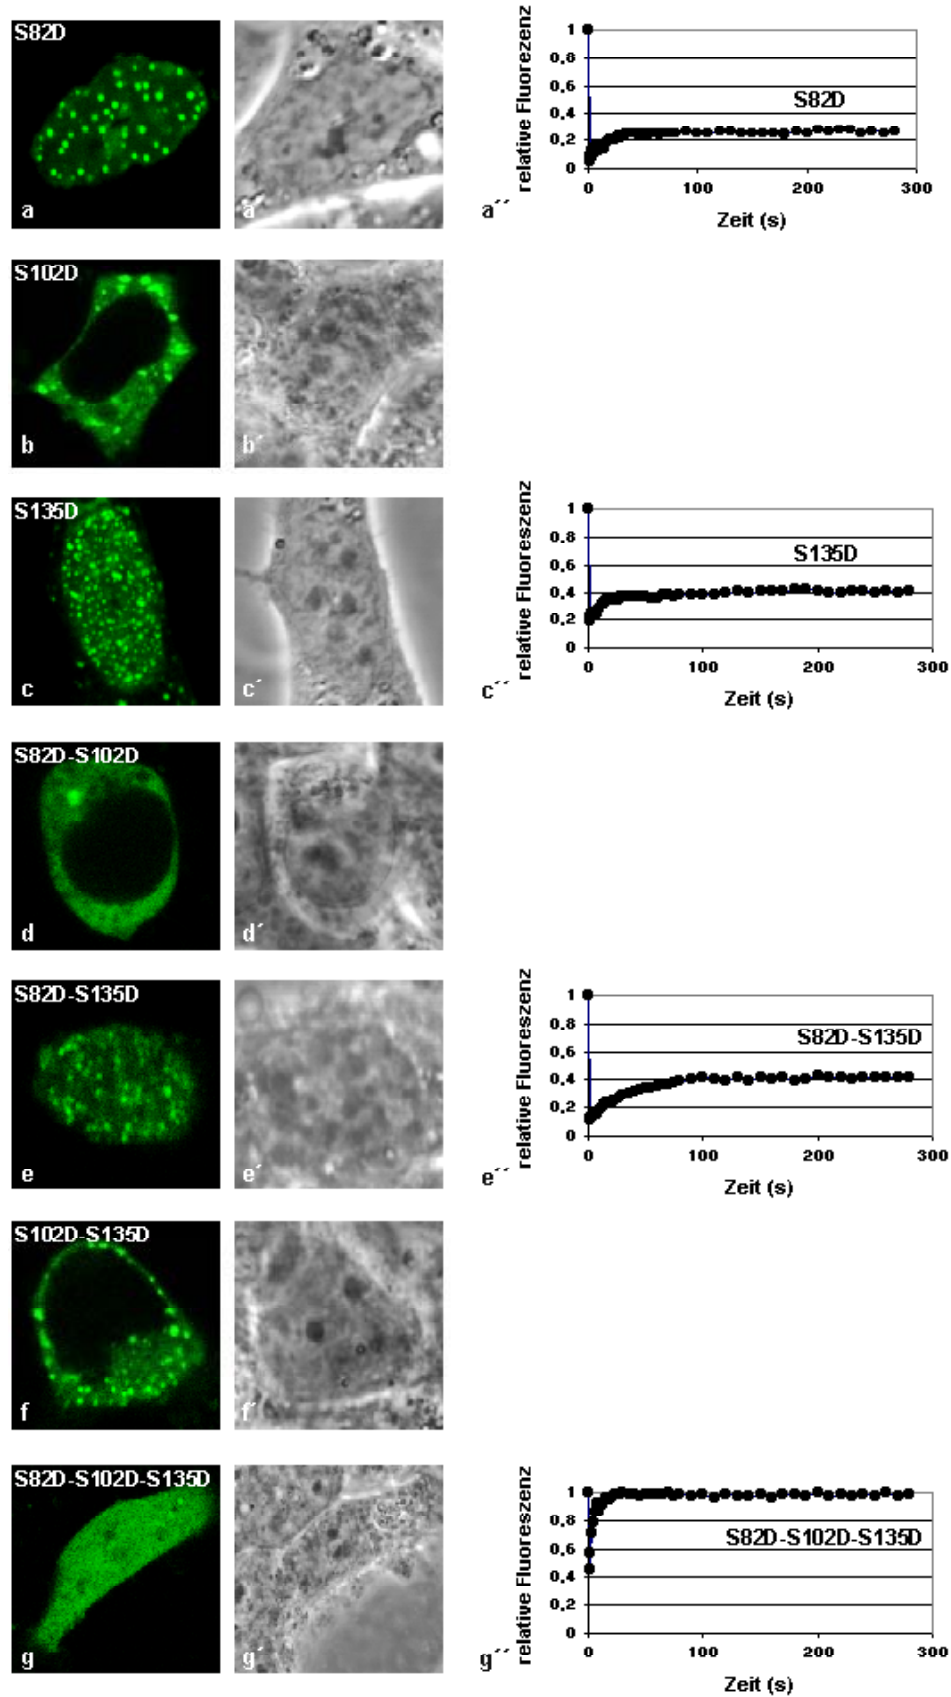 S82D
a
a´
a´´
relative Fluorezenz
1
0,8
0,6
0,4
0,2
0
S82D
0 100 200 300
Zeit (s)
S102D
b
b´
S135D
c
c´
c´´
relative Fluoreszenz
1
0,8
0,6
0,4
0,2
0
S135D
0 100 200 300
Zeit (s)
S82D-S102D
d
d´
S82D-S135D
e
e´
e´´
relative Fluoreszenz
1
0,8
0,6
0,4
0,2
0
S82D-S135D
0 100 200 300
Zeit (s)
S102D-S135D
f
f´
S82D-S102D-S135D
g
g´
g´´
relative Fluoreszenz
1
0,8
0,6
0,4
0,2
0
S82D-S102D-S135D
0 100 200 300
Zeit (s)